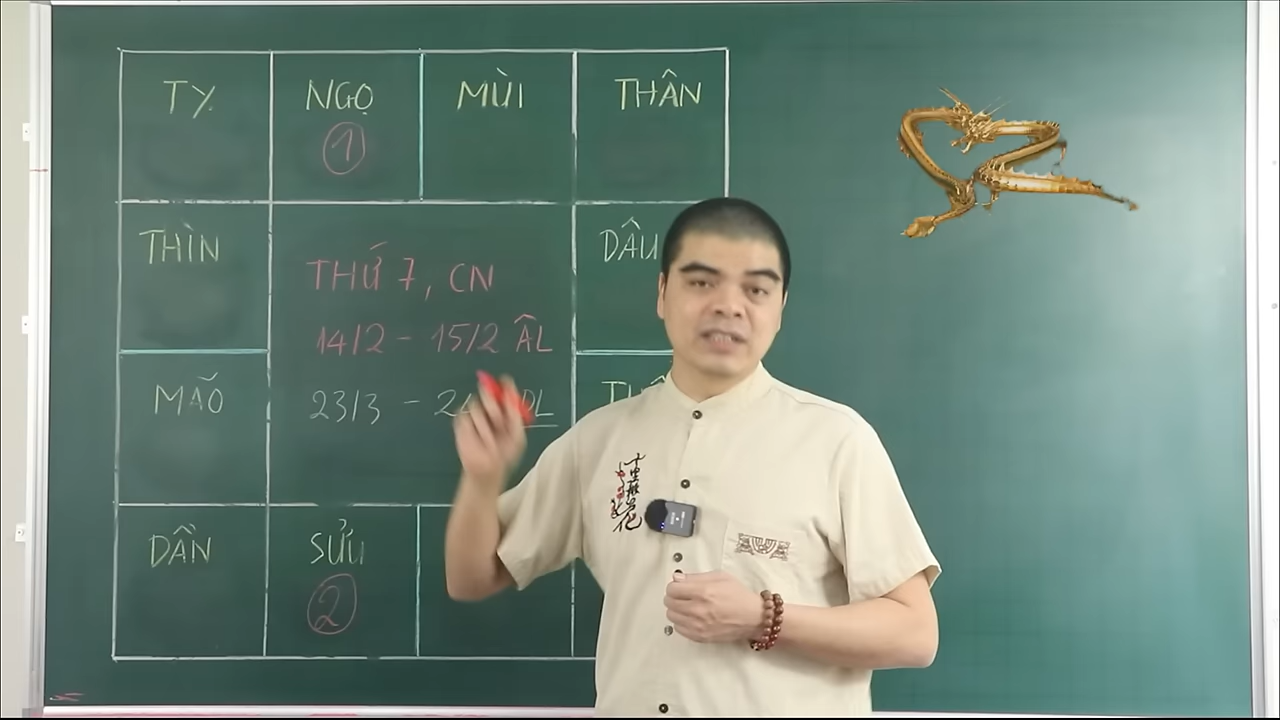 TỴ NGỌ MÙI THÂN
1
THÌN
DẬU
THỨ 7, CN
14/2 - 15/2 ÂL
MÃO
23/3 -
DẦN SỬU
2